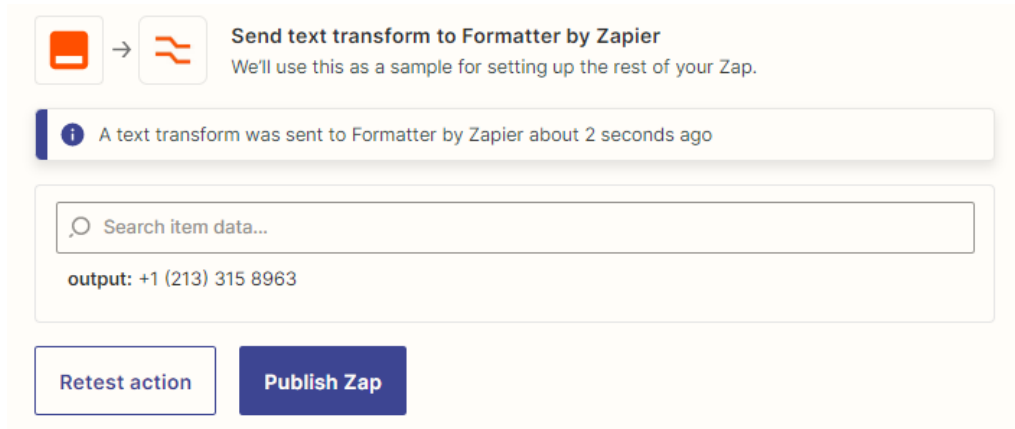 Send text transform to Formatter by Zapier
We'll use this as a sample for setting up the rest of your Zap.
A text transform was sent to Formatter by Zapier about 2 seconds ago
Search item data...
output: +1 (213) 315 8963
Retest action
Publish Zap